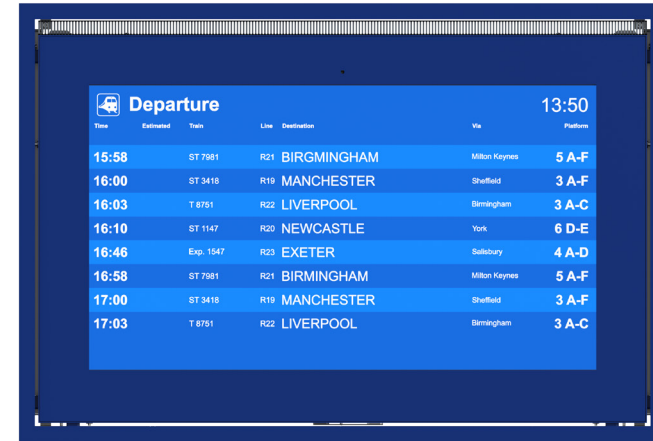 Departure 13:50
Time Estimated Train Line Destination Via Platform
15:58 ST 7981 R21 BIRGMINGHAM Milton Keynes 5 A-F
16:00 ST 3418 R19 MANCHESTER Sheffield 3 A-F
16:03 T 8751 R22 LIVERPOOL Birmingham 3 A-C
16:10 ST 1147 R20 NEWCASTLE York 6 D-E
16:46 Exp. 1547 R23 EXETER Salisbury 4 A-D
16:58 ST 7981 R21 BIRMINGHAM Milton Keynes 5 A-F
17:00 ST 3418 R19 MANCHESTER Sheffield 3 A-F
17:03 T 8751 R22 LIVERPOOL Birmingham 3 A-C